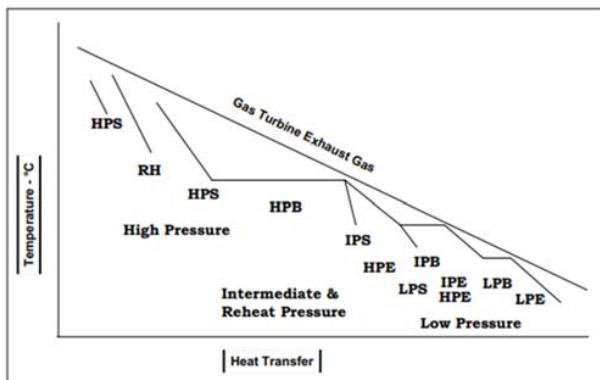 Gas Turbine Exhaust Gas
HPS
RH
HPS
HPB
High Pressure
IPS
HPE
IPB
LPS
IPE
HPE
LPB
LPE
Intermediate &
Reheat Pressure
Low Pressure
Temperature - °C
Heat Transfer